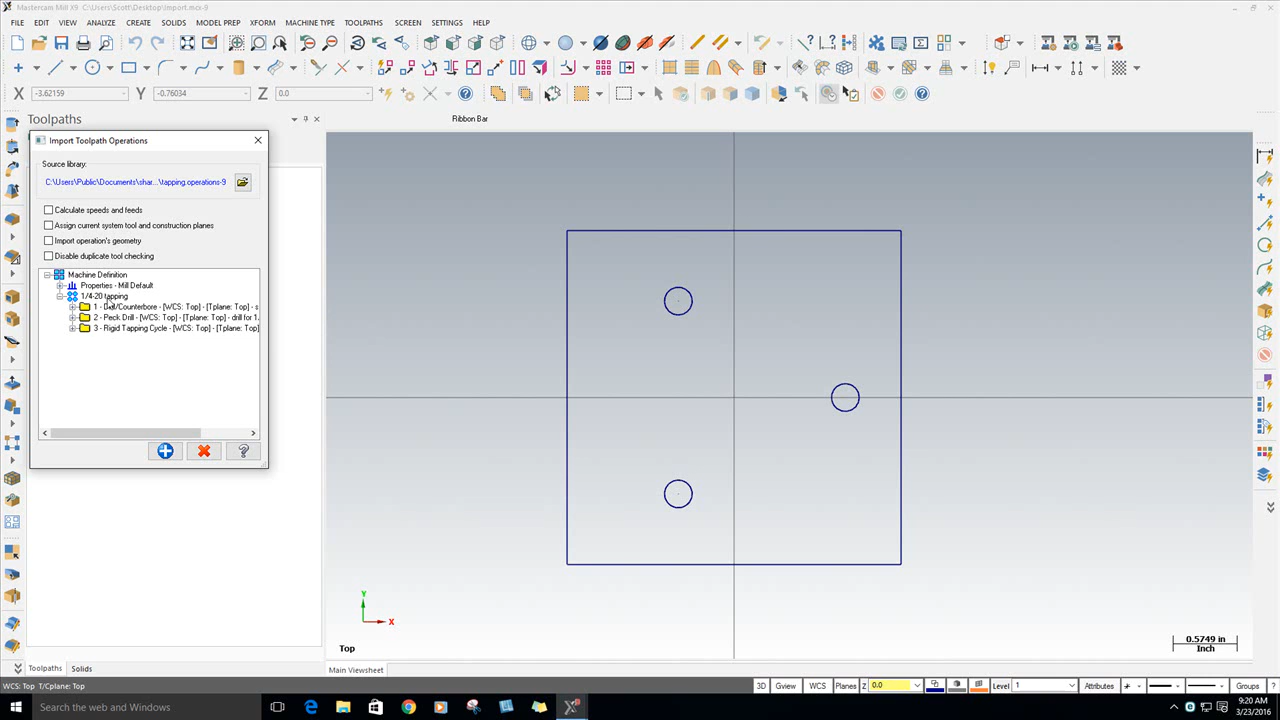 Mastercam Mill X9 C:\Users\Scott\Desktop\Import.mcx-9
FILE EDIT VIEW ANALYZE CREATE SOLIDS MODEL PREP XFORM MACHINE TYPE TOOLPATHS SCREEN SETTINGS HELP
X -3.62159 Y -0.76034 Z 0.0
Toolpaths
Ribbon Bar
Import Toolpath Operations
Source library:
C:\Users\Public\Documents\shar...\tapping.operations-9
Calculate speeds and feeds
Assign current system tool and construction planes
Import operation's geometry
Disable duplicate tool checking
Machine Definition
Properties - Mill Default
1/4-20 tapping
1 - Drill/Counterbore - [WCS: Top] - [Tplane: Top] - s
2 - Peck Drill - [WCS: Top] - [Tplane: Top] - drill for 1.
3 - Rigid Tapping Cycle - [WCS: Top] - [Tplane: Top]
Y
X
Top
0.5749 in
Inch
Toolpaths Solids
Main Viewsheet
WCS: Top T/Cplane: Top
3D Gview WCS Planes Z 0.0 Level 1 Attributes Groups
Search the web and Windows
9:20 AM
3/23/2016